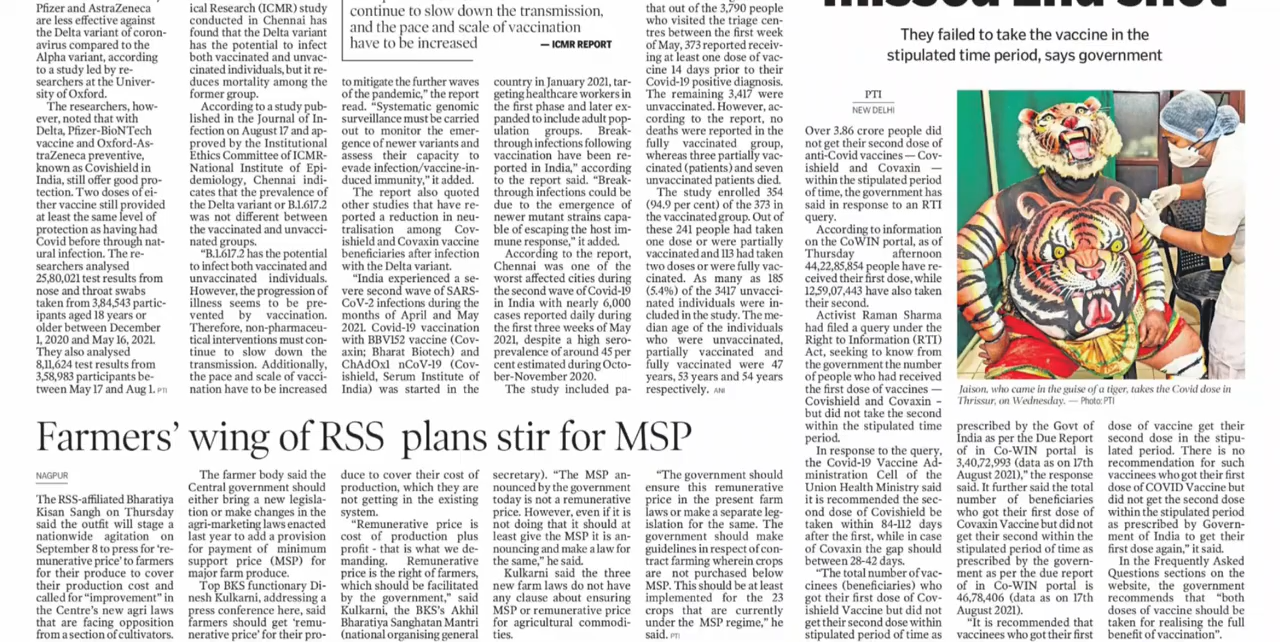 Pfizer and AstraZeneca
are less effective against
the Delta variant of coron-
avirus compared to the
Alpha variant, according
to a study led by re-
searchers at the Univer-
sity of Oxford.
The researchers, how-
ever, noted that with
Delta, Pfizer-BioNTech
vaccine and Oxford-As-
traZeneca preventive,
known as Covishield in
India, still offer good pro-
tection. Two doses of ei-
ther vaccine still provided
at least the same level of
protection as having had
Covid before through nat-
ural infection. The re-
searchers analysed
25,80,021 test results from
nose and throat swabs
taken from 3,84,543 partic-
ipants aged 18 years or
older between December
1, 2020 and May 16, 2021.
They also analysed
8,11,624 test results from
3,58,983 participants be-
tween May 17 and Aug 1. PTI
ical Research (ICMR) study
conducted in Chennai has
found that the Delta variant
has the potential to infect
both vaccinated and unvac-
cinated individuals, but it re-
duces mortality among the
former group.
According to a study pub-
lished in the Journal of In-
fection on August 17 and ap-
proved by the Institutional
Ethics Committee of ICMR-
National Institute of Epi-
demiology, Chennai indi-
cates that the prevalence of
the Delta variant or B.1.617.2
was not different between
the vaccinated and unvacci-
nated groups.
"B.1.617.2 has the potential
to infect both vaccinated and
unvaccinated individuals.
However, the progression of
illness seems to be pre-
vented by vaccination.
Therefore, non-pharmaceu-
tical interventions must con-
tinue to slow down the
transmission. Additionally,
the pace and scale of vacci-
nation have to be increased
continue to slow down the transmission,
and the pace and scale of vaccination
have to be increased
— ICMR REPORT
to mitigate the further waves
of the pandemic," the report
read. "Systematic genomic
surveillance must be carried
out to monitor the emer-
gence of newer variants and
assess their capacity to
evade infection/vaccine-in-
duced immunity," it added.
The report also quoted
other studies that have re-
ported a reduction in neu-
tralisation among Cov-
ishield and Covaxin vaccine
beneficiaries after infection
with the Delta variant.
"India experienced a se-
vere second wave of SARS-
CoV-2 infections during the
months of April and May
2021. Covid-19 vaccination
with BBV152 vaccine (Cov-
axin; Bharat Biotech) and
ChAdOx1 nCoV-19 (Cov-
ishield, Serum Institute of
India) was started in the
country in January 2021, tar-
geting healthcare workers in
the first phase and later ex-
panded to include adult pop-
ulation groups. Break-
through infections following
vaccination have been re-
ported in India," according
to the report said. "Break-
through infections could be
due to the emergence of
newer mutant strains capa-
ble of escaping the host im-
mune response," it added.
According to the report,
Chennai was one of the
worst affected cities during
the second wave of Covid-19
in India with nearly 6,000
cases reported daily during
the first three weeks of May
2021, despite a high sero-
prevalence of around 45 per
cent estimated during Octo-
ber-November 2020.
The study included pa-
that out of the 3,790 people
who visited the triage cen-
tres between the first week
of May, 373 reported receiv-
ing at least one dose of vac-
cine 14 days prior to their
Covid-19 positive diagnosis.
The remaining 3,417 were
unvaccinated. However, ac-
cording to the report, no
deaths were reported in the
fully vaccinated group,
whereas three partially vac-
cinated (patients) and seven
unvaccinated patients died.
The study enrolled 354
(94.9 per cent) of the 373 in
the vaccinated group. Out of
these 241 people had taken
one dose or were partially
vaccinated and 113 had taken
two doses or were fully vac-
cinated. As many as 185
(5.4%) of the 3417 unvacci-
nated individuals were in-
cluded in the study. The me-
dian age of the individuals
who were unvaccinated,
partially vaccinated and
fully vaccinated were 47
years, 53 years and 54 years
respectively. ANI
They failed to take the vaccine in the
stipulated time period, says government
PTI
NEW DELHI
Over 3.86 crore people did
not get their second dose of
anti-Covid vaccines — Cov-
ishield and Covaxin —
within the stipulated period
of time, the government has
said in response to an RTI
query.
According to information
on the CoWIN portal, as of
Thursday afternoon
44,22,85,854 people have re-
ceived their first dose, while
12,59,07,443 have also taken
their second.
Activist Raman Sharma
had filed a query under the
Right to Information (RTI)
Act, seeking to know from
the government the number
of people who had received
the first dose of vaccines —
Covishield and Covaxin –
but did not take the second
within the stipulated time
period.
In response to the query,
the Covid-19 Vaccine Ad-
ministration Cell of the
Union Health Ministry said
it is recommended the sec-
ond dose of Covishield be
taken within 84-112 days
after the first, while in case
of Covaxin the gap should
between 28-42 days.
"The total number of vac-
cines (beneficiaries) who
got their first dose of Cov-
ishield Vaccine but did not
get their second dose within
stipulated period of time as
Jaison, who came in the guise of a tiger, takes the Covid dose in
Thrissur, on Wednesday. — Photo: PTI
prescribed by the Govt of
India as per the Due Report
of in Co-WIN portal is
3,40,72,993 (data as on 17th
August 2021)," the response
said. It further said the total
number of beneficiaries
who got their first dose of
Covaxin Vaccine but did not
get their second within the
stipulated period of time as
prescribed by the govern-
ment as per the due report
of in Co-WIN portal is
46,78,406 (data as on 17th
August 2021).
"It is recommended that
vaccinees who got their first
dose of vaccine get their
second dose in the stipu-
lated period. There is no
recommendation for such
vaccinees who got their first
dose of COVID Vaccine but
did not get the second dose
within the stipulated period
as prescribed by Govern-
ment of India to get their
first dose again," it said.
In the Frequently Asked
Questions sections on the
website, the government
recommends that "both
doses of vaccine should be
taken for realising the full
benefit of vaccination".
Farmers' wing of RSS plans stir for MSP
NAGPUR
The RSS-affiliated Bharatiya
Kisan Sangh on Thursday
said the outfit will stage a
nationwide agitation on
September 8 to press for 're-
munerative price' to farmers
for their produce to cover
their production cost and
called for "improvement" in
the Centre's new agri laws
that are facing opposition
from a section of cultivators.
The farmer body said the
Central government should
either bring a new legisla-
tion or make changes in the
agri-marketing laws enacted
last year to add a provision
for payment of minimum
support price (MSP) for
major farm produce.
Top BKS functionary Di-
nesh Kulkarni, addressing a
press conference here, said
farmers should get 'remu-
nerative price' for their pro-
duce to cover their cost of
production, which they are
not getting in the existing
system.
"Remunerative price is
cost of production plus
profit - that is what we de-
manding. Remunerative
price is the right of farmers,
which should be facilitated
by the government," said
Kulkarni, the BKS's Akhil
Bharatiya Sanghatan Mantri
(national organising general
secretary). "The MSP an-
nounced by the government
today is not a remunerative
price. However, even if it is
not doing that it should at
least give the MSP it is an-
nouncing and make a law for
the same," he said.
Kulkarni said the three
new farm laws do not have
any clause about ensuring
MSP or remunerative price
for agricultural commodi-
ties.
"The government should
ensure this remunerative
price in the present farm
laws or make a separate leg-
islation for the same. The
government should make
guidelines in respect of con-
tract farming wherein crops
are not purchased below
MSP. This should be at least
implemented for the 23
crops that are currently
under the MSP regime," he
said. PTI